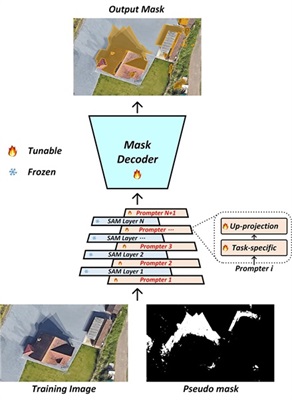 Output Mask
Tunable
Frozen
Mask
Decoder
Prompter N+1
SAM Layer N
Prompter ...
SAM Layer ...
Prompter 3
SAM Layer 2
Prompter 2
SAM Layer 1
Prompter 1
Up-projection
Task-specific
Prompter i
Training Image
Pseudo mask